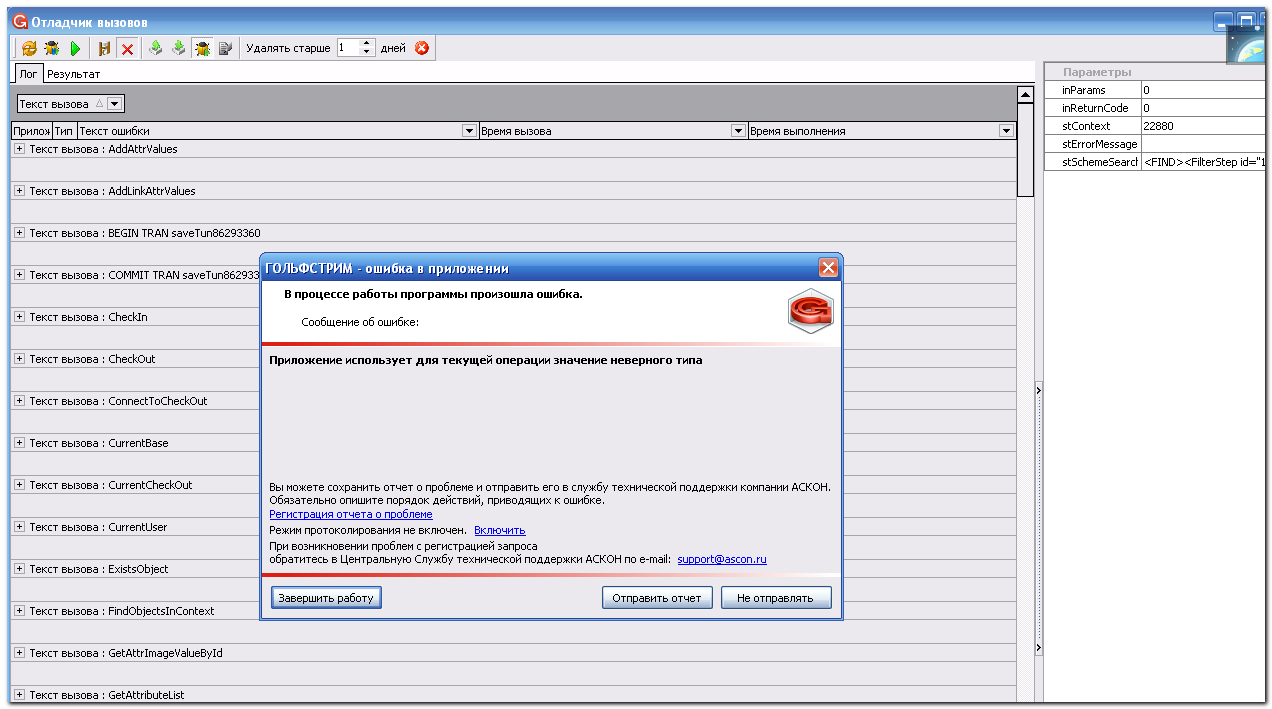 Отладчик вызовов
Удалять старше 1 дней
Лог Результат
Текст вызова
Прилож Тип Текст ошибки Время вызова Время выполнения
Текст вызова : AddAttrValues
Текст вызова : AddLinkAttrValues
Текст вызова : BEGIN TRAN saveTun86293360
Текст вызова : COMMIT TRAN saveTun862933
Текст вызова : CheckIn
Текст вызова : CheckOut
Текст вызова : ConnectToCheckOut
Текст вызова : CurrentBase
Текст вызова : CurrentCheckOut
Текст вызова : CurrentUser
Текст вызова : ExistsObject
Текст вызова : FindObjectsInContext
Текст вызова : GetAttrImageValueById
Текст вызова : GetAttributeList
ГОЛЬФСТРИМ - ошибка в приложении
В процессе работы программы произошла ошибка.
Сообщение об ошибке:
Приложение использует для текущей операции значение неверного типа
Вы можете сохранить отчет о проблеме и отправить его в службу технической поддержки компании АСКОН.
Обязательно опишите порядок действий, приводящих к ошибке.
Регистрация отчета о проблеме
Режим протоколирования не включен. Включить
При возникновении проблем с регистрацией запроса
обратитесь в Центральную Службу технической поддержки АСКОН по e-mail: support@ascon.ru
Завершить работу Отправить отчет Не отправлять
Параметры
inParams 0
inReturnCode 0
stContext 22880
stErrorMessage
stSchemeSearch <FIND><FilterStep id="1